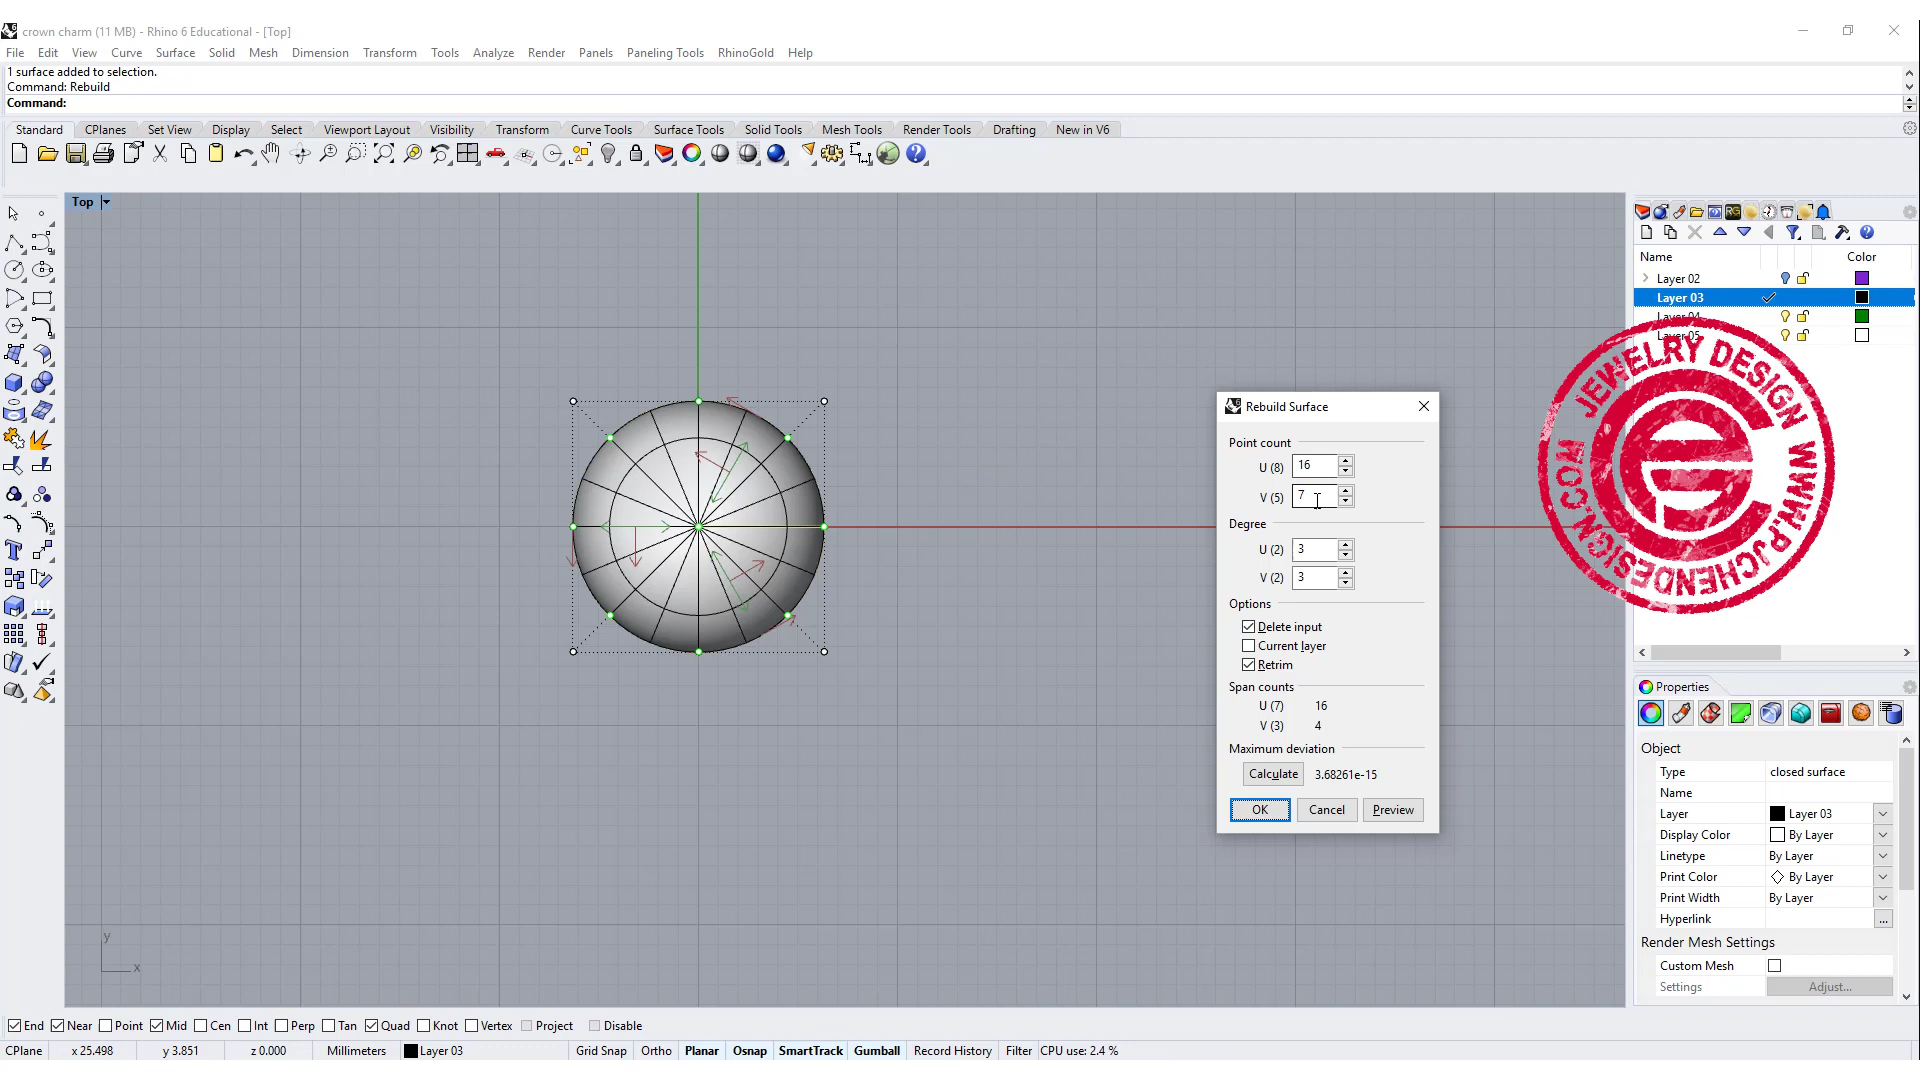 crown charm (11 MB) - Rhino 6 Educational - [Top]
File Edit View Curve Surface Solid Mesh Dimension Transform Tools Analyze Render Panels Paneling Tools RhinoGold Help
1 surface added to selection.
Command: Rebuild
Command:
Standard CPlanes Set View Display Select Viewport Layout Visibility Transform Curve Tools Surface Tools Solid Tools Mesh Tools Render Tools Drafting New in V6
Top
Name Color
Layer 02
Layer 03
Layer 04
Layer 05
JEWELRY DESIGN
WWW.PJCHENDESIGN.COM
Rebuild Surface
Point count
U (8) 16
V (5) 7
Degree
U (2) 3
V (2) 3
Options
Delete input
Current layer
Retrim
Span counts
U (7) 16
V (3) 4
Maximum deviation
Calculate 3.68261e-15
OK Cancel Preview
Properties
Object
Type closed surface
Name
Layer Layer 03
Display Color By Layer
Linetype By Layer
Print Color By Layer
Print Width By Layer
Hyperlink ...
Render Mesh Settings
Custom Mesh
Settings Adjust...
y
x
End Near Point Mid Cen Int Perp Tan Quad Knot Vertex Project Disable
CPlane x 25.498 y 3.851 z 0.000 Millimeters Layer 03 Grid Snap Ortho Planar Osnap SmartTrack Gumball Record History Filter CPU use: 2.4 %